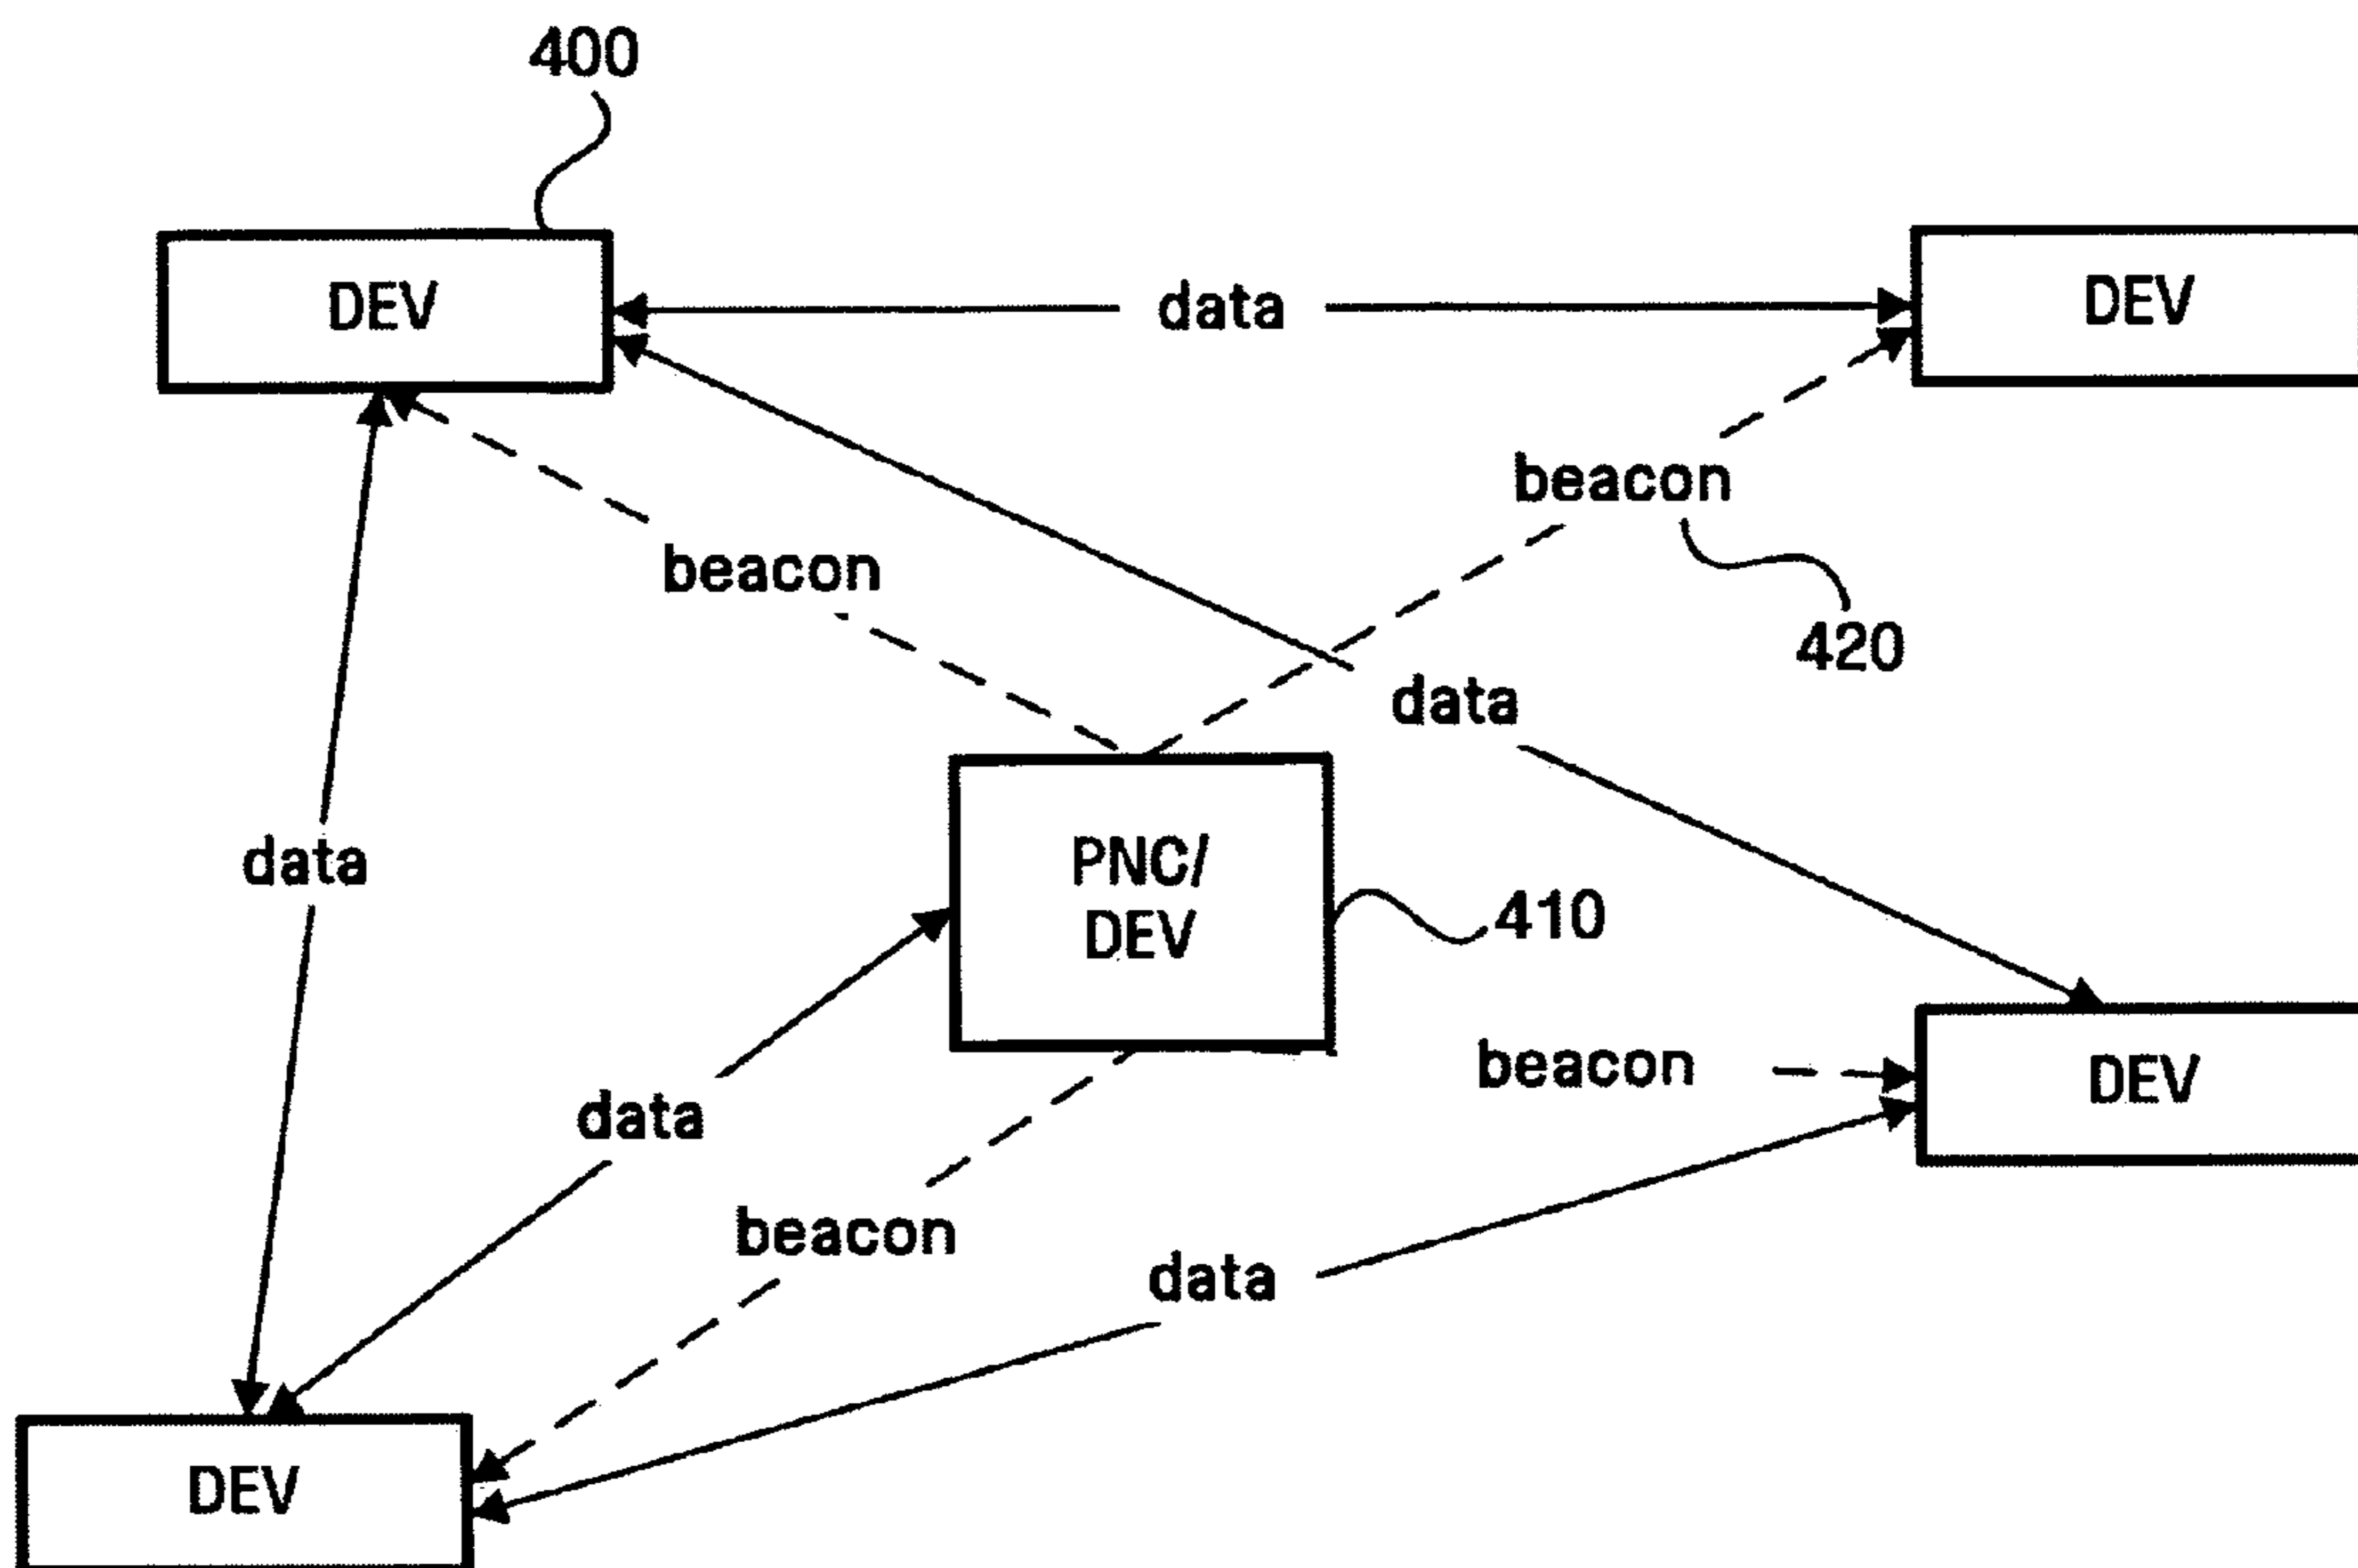 400
DEV
data
DEV
beacon
beacon
420
data
data
PNC/
DEV
410
beacon
DEV
data
beacon
data
DEV